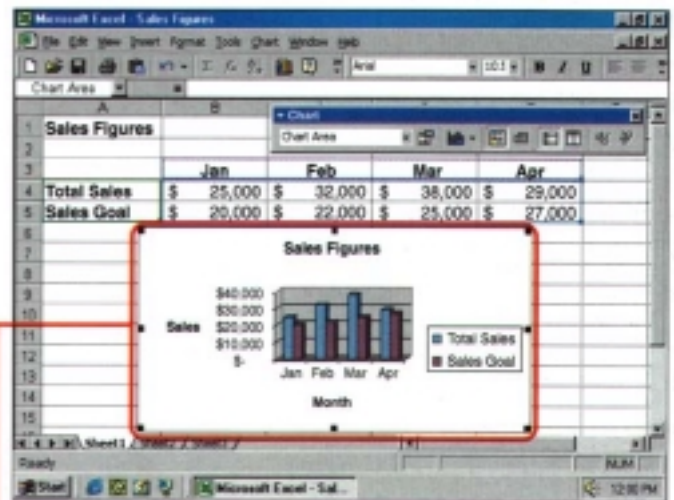 Microsoft Excel - Sales Figures
File Edit View Insert Format Tools Chart Window Help
Arial 10.5 B I U
Chart Area
Chart
Chart Area
A B
1 Sales Figures
2
3 Jan Feb Mar Apr
4 Total Sales $ 25,000 $ 32,000 $ 38,000 $ 29,000
5 Sales Goal $ 20,000 $ 22,000 $ 25,000 $ 27,000
6
7
8
9
10
11
12
13
14
15
Sales Figures
$40,000
$30,000
Sales $20,000
$10,000
$-
Jan Feb Mar Apr
Month
Total Sales
Sales Goal
Sheet1 Sheet2 Sheet3
Ready NUM
Start Microsoft Excel - Sal... 12:00 PM